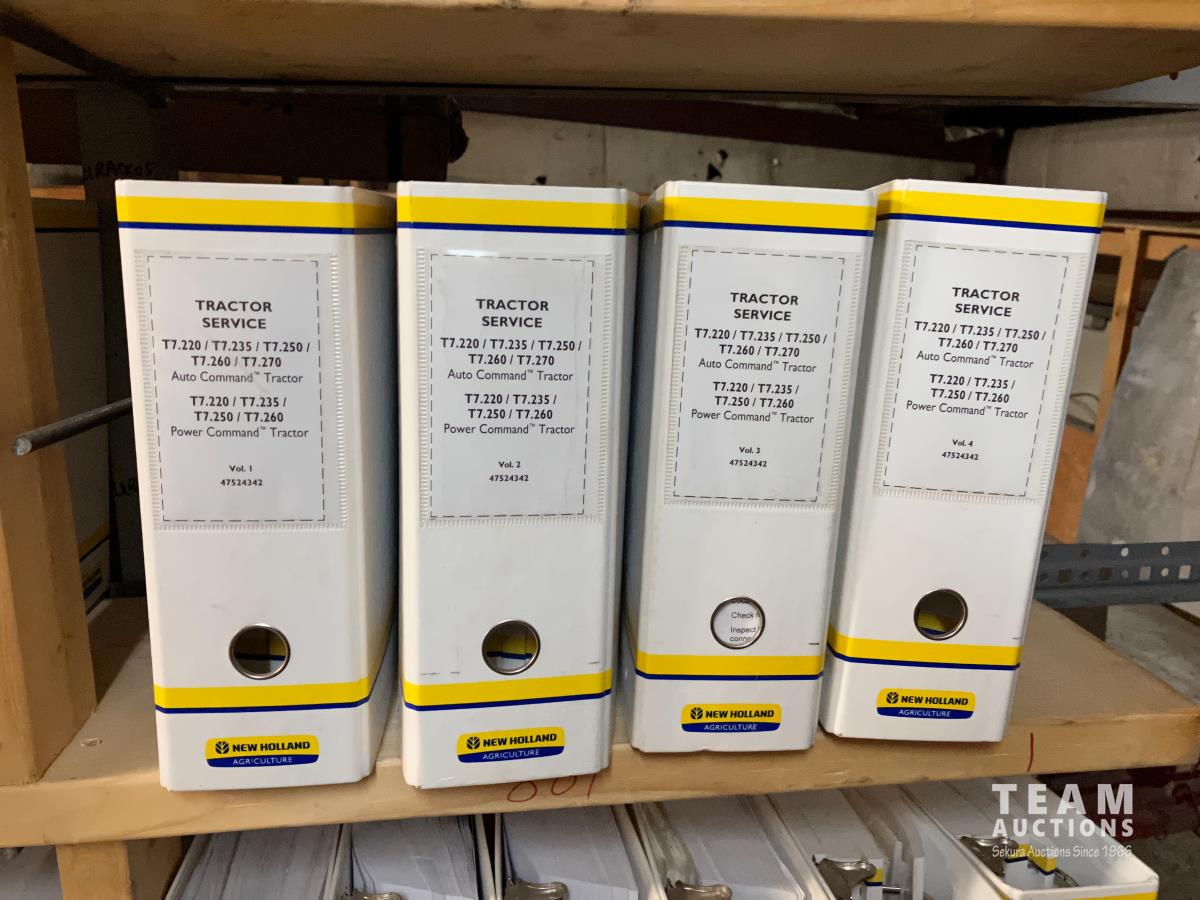 TRACTOR
SERVICE
T7.220 / T7.235 / T7.250 /
T7.260 / T7.270
Auto Command™ Tractor
T7.220 / T7.235 /
T7.250 / T7.260
Power Command™ Tractor
Vol. 1
47524342
NEW HOLLAND
AGRICULTURE
TRACTOR
SERVICE
T7.220 / T7.235 / T7.250 /
T7.260 / T7.270
Auto Command™ Tractor
T7.220 / T7.235 /
T7.250 / T7.260
Power Command™ Tractor
Vol. 2
47524342
NEW HOLLAND
AGRICULTURE
TRACTOR
SERVICE
T7.220 / T7.235 / T7.250 /
T7.260 / T7.270
Auto Command™ Tractor
T7.220 / T7.235 /
T7.250 / T7.260
Power Command™ Tractor
Vol. 3
47524342
Check
Inspect
NEW HOLLAND
AGRICULTURE
TRACTOR
SERVICE
T7.220 / T7.235 / T7.250 /
T7.260 / T7.270
Auto Command™ Tractor
T7.220 / T7.235 /
T7.250 / T7.260
Power Command™ Tractor
Vol. 4
47524342
NEW HOLLAND
AGRICULTURE
TEAM
AUCTIONS
Sekura Auctions Since 1966